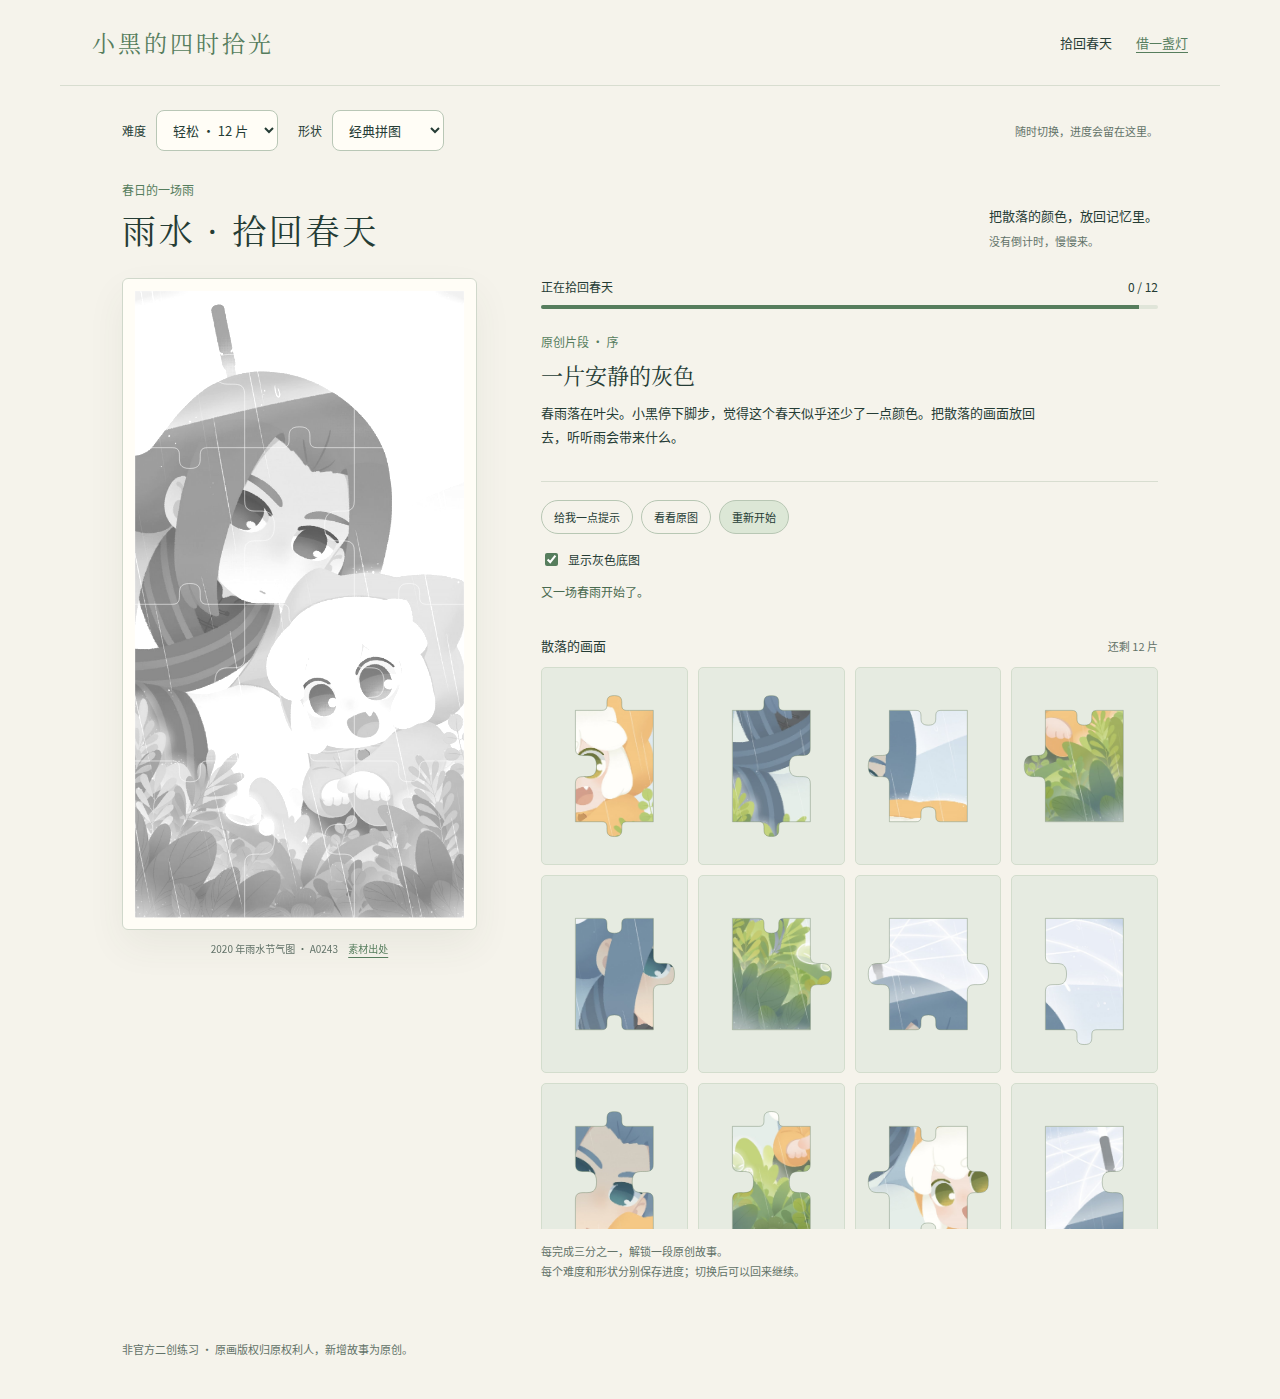 小黑的四时拾光
拾回春天 借一盏灯
难度 轻松 · 12 片 形状 经典拼图
随时切换，进度会留在这里。
春日的一场雨
雨水 · 拾回春天
把散落的颜色，放回记忆里。
没有倒计时，慢慢来。
正在拾回春天 0 / 12
原创片段 · 序
一片安静的灰色
春雨落在叶尖。小黑停下脚步，觉得这个春天似乎还少了一点颜色。把散落的画面放回
去，听听雨会带来什么。
给我一点提示 看看原图 重新开始
显示灰色底图
又一场春雨开始了。
散落的画面 还剩 12 片
2020 年雨水节气图 · A0243 素材出处
每完成三分之一，解锁一段原创故事。
每个难度和形状分别保存进度；切换后可以回来继续。
非官方二创练习 · 原画版权归原权利人，新增故事为原创。